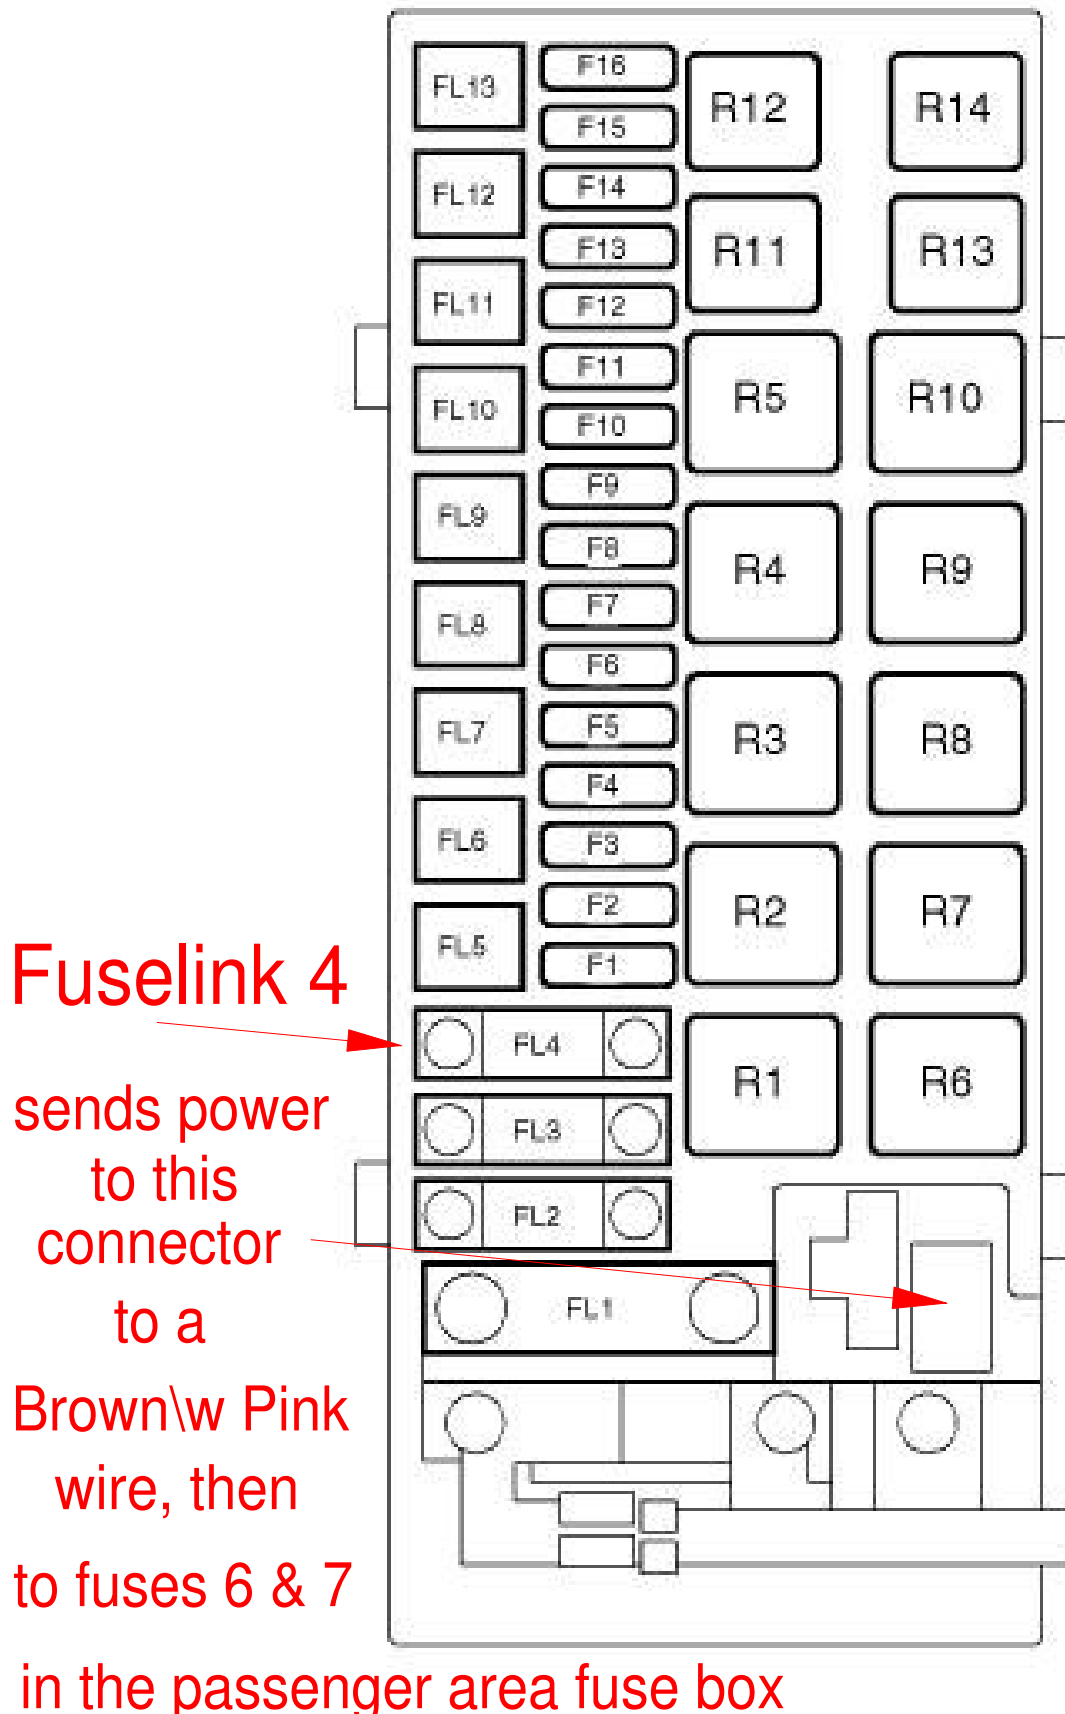 FL13
F16
R12
R14
F15
FL12
F14
R11
R13
F13
FL11
F12
F11
R5
R10
FL10
F10
F9
FL9
F8
R4
R9
F7
FL8
F6
FL7
F5
R3
R8
F4
FL6
F3
F2
R2
R7
FL5
F1
Fuselink 4
FL4
R1
R6
sends power
FL3
to this
FL2
connector
to a
FL1
Brown\w Pink
wire, then
to fuses 6 & 7
in the passenger area fuse box